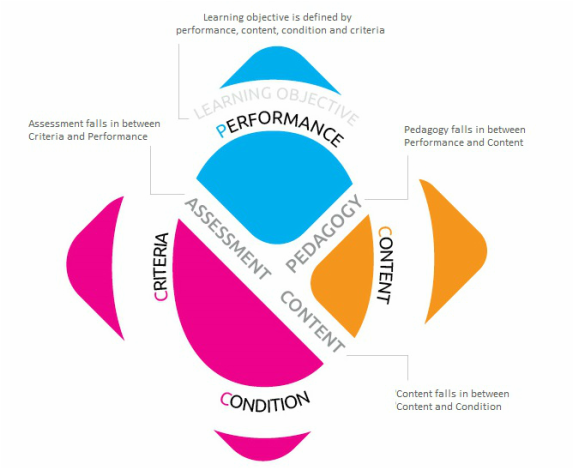 Learning objective is defined by
performance, content, condition and criteria
LEARNING OBJECTIVE
PERFORMANCE
Assessment falls in between
Criteria and Performance
Pedagogy falls in between
Performance and Content
ASSESSMENT
PEDAGOGY
CRITERIA
CONTENT
CONTENT
Content falls in between
Content and Condition
CONDITION